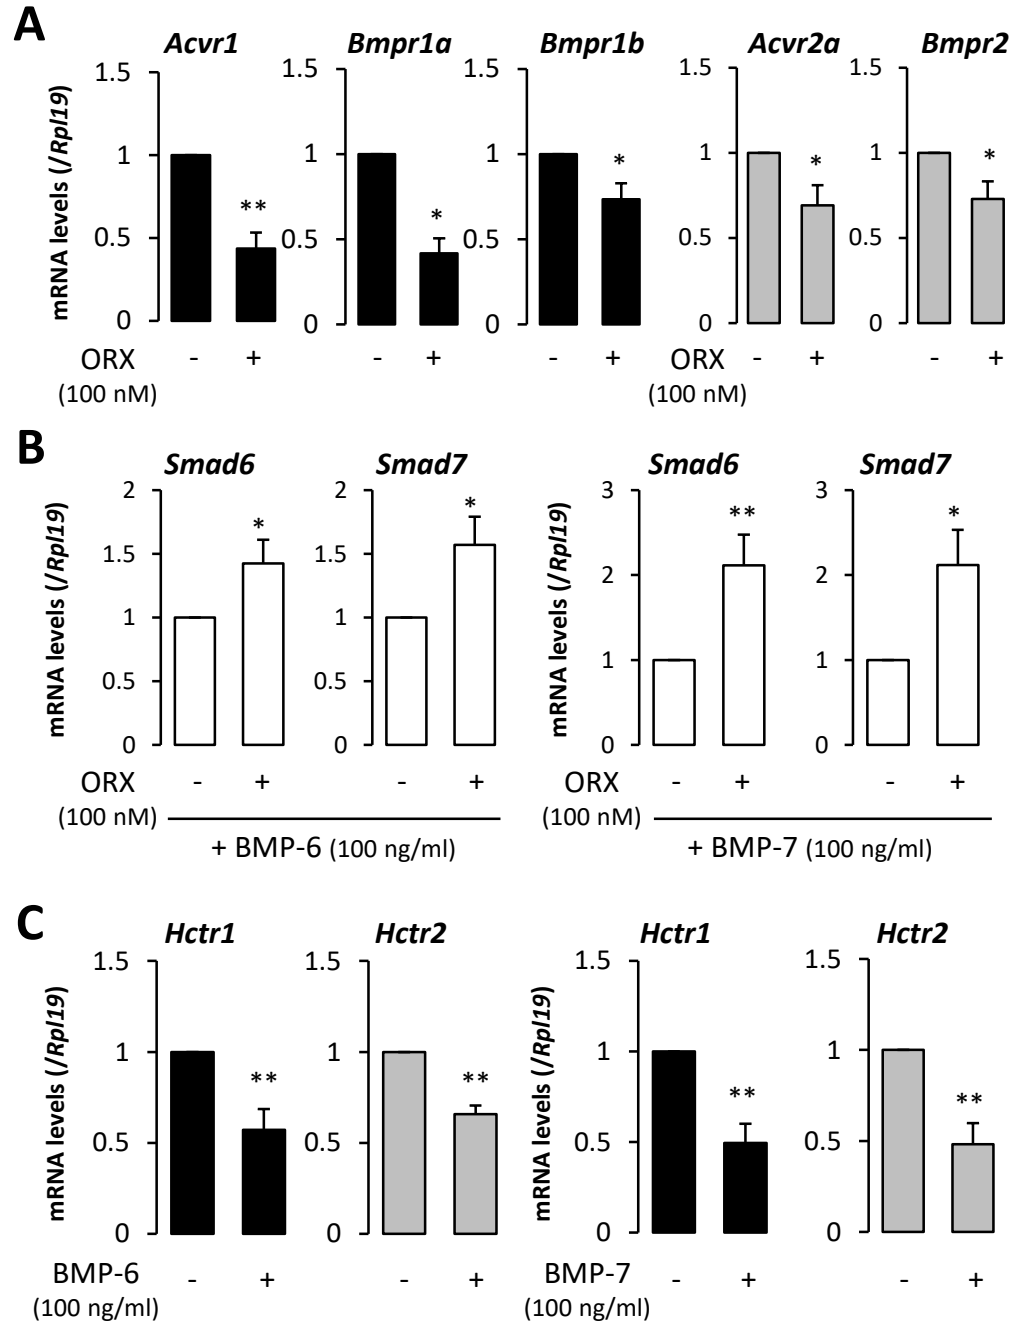 A
Acvr1 Bmpr1a Bmpr1b Acvr2a Bmpr2
mRNA levels (/Rpl19)
1.5 1.5 1.5 1.5 1.5
1 1 1 1 1
** * * * *
0.5 0.5 0.5 0.5 0.5
0 0 0 0 0
ORX - + - + - + ORX - + - +
(100 nM) (100 nM)
B
Smad6 Smad7 Smad6 Smad7
mRNA levels (/Rpl19) mRNA levels (/Rpl19)
2 2 3 3
* * ** *
1.5 1.5 2 2
1 1 1 1
0.5 0.5
0 0 0 0
ORX - + - + ORX - + - +
(100 nM) (100 nM)
+ BMP-6 (100 ng/ml) + BMP-7 (100 ng/ml)
C
Hctr1 Hctr2 Hctr1 Hctr2
mRNA levels (/Rpl19) mRNA levels (/Rpl19)
1.5 1.5 1.5 1.5
1 1 1 1
** ** ** **
0.5 0.5 0.5 0.5
0 0 0 0
BMP-6 - + - + BMP-7 - + - +
(100 ng/ml) (100 ng/ml)